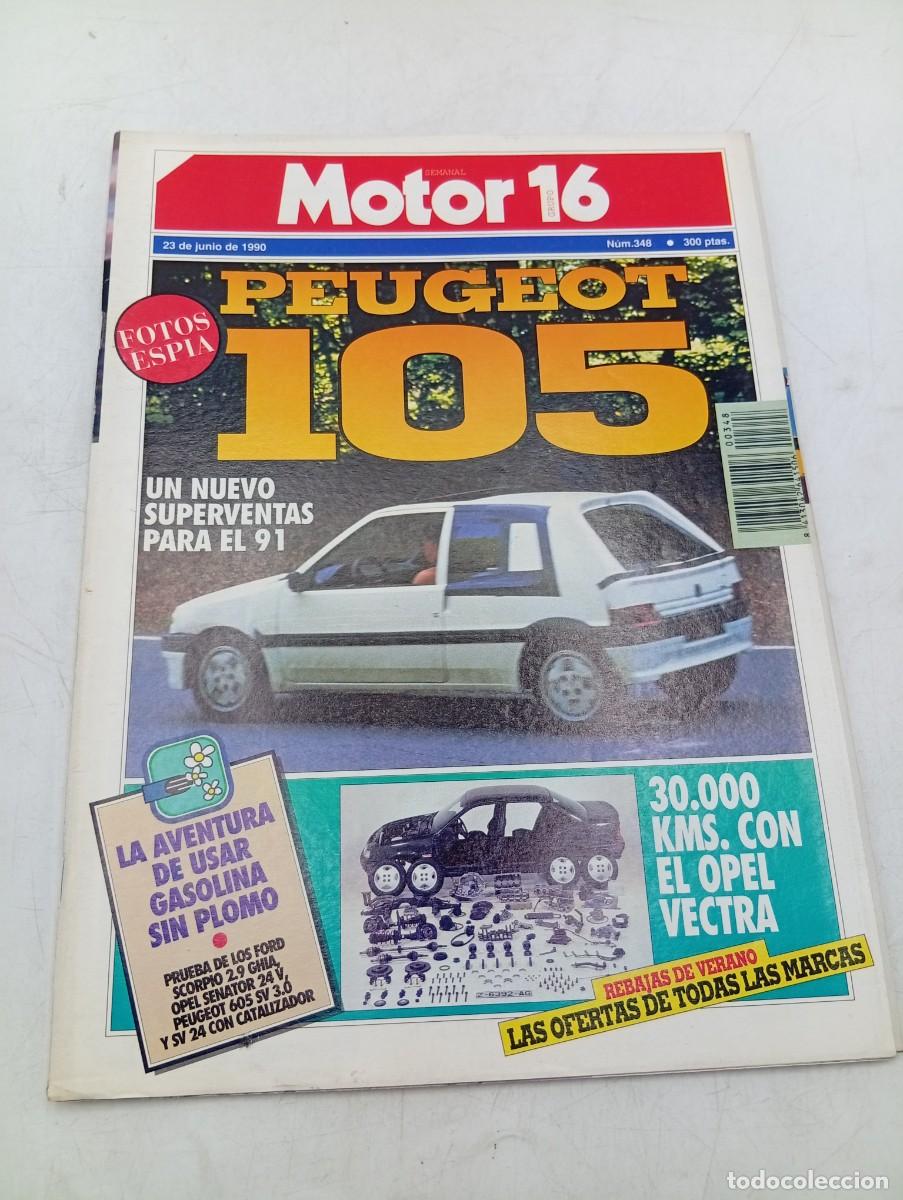 SEMANAL
Motor 16
GRUPO
23 de junio de 1990 Núm.348 • 300 ptas.
PEUGEOT
105
FOTOS
ESPIA
00348
UN NUEVO
SUPERVENTAS
PARA EL 91
LA AVENTURA
DE USAR
GASOLINA
SIN PLOMO
•
PRUEBA DE LOS FORD
SCORPIO 2.9 GHIA,
OPEL SENATOR 24 V,
PEUGEOT 605 SV 3.0
Y SV 24 CON CATALIZADOR
30.000
KMS. CON
EL OPEL
VECTRA
Z-6392-AG
REBAJAS DE VERANO
LAS OFERTAS DE TODAS LAS MARCAS
todocoleccion